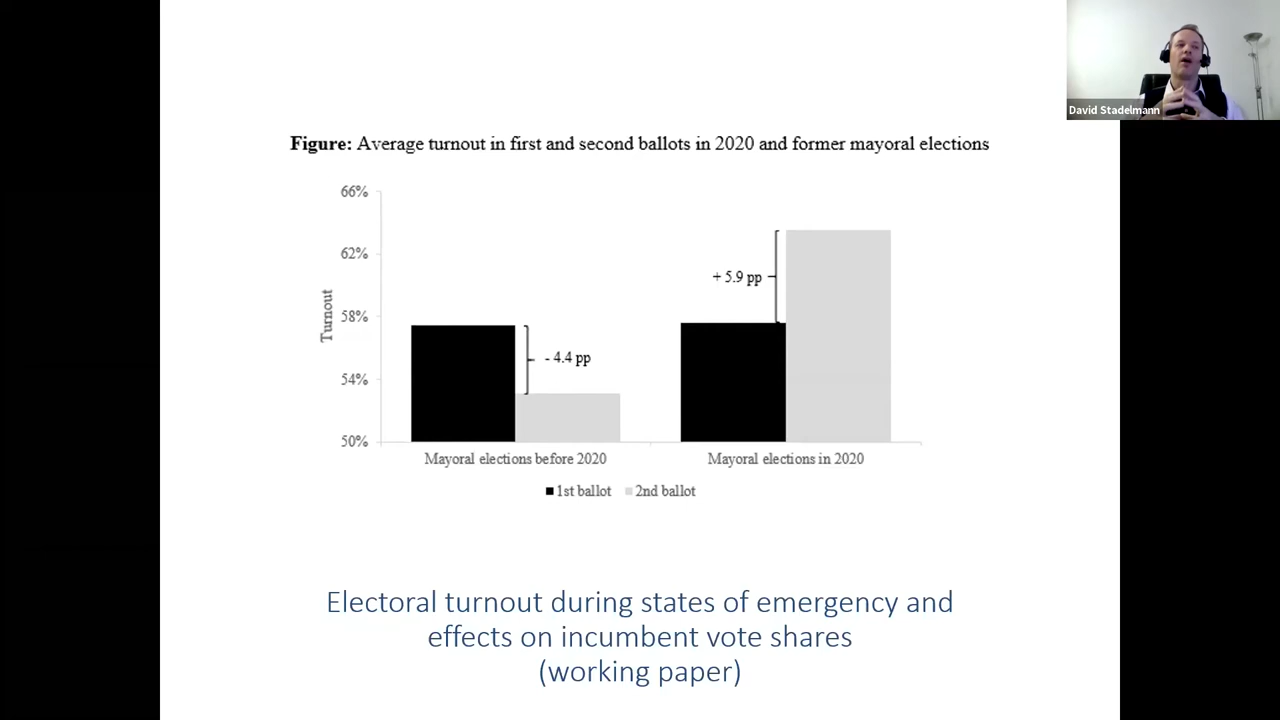 David Stadelmann
Figure: Average turnout in first and second ballots in 2020 and former mayoral elections
66%
62%
58%
54%
50%
Turnout
- 4.4 pp
+ 5.9 pp
Mayoral elections before 2020
Mayoral elections in 2020
1st ballot
2nd ballot
Electoral turnout during states of emergency and
effects on incumbent vote shares
(working paper)